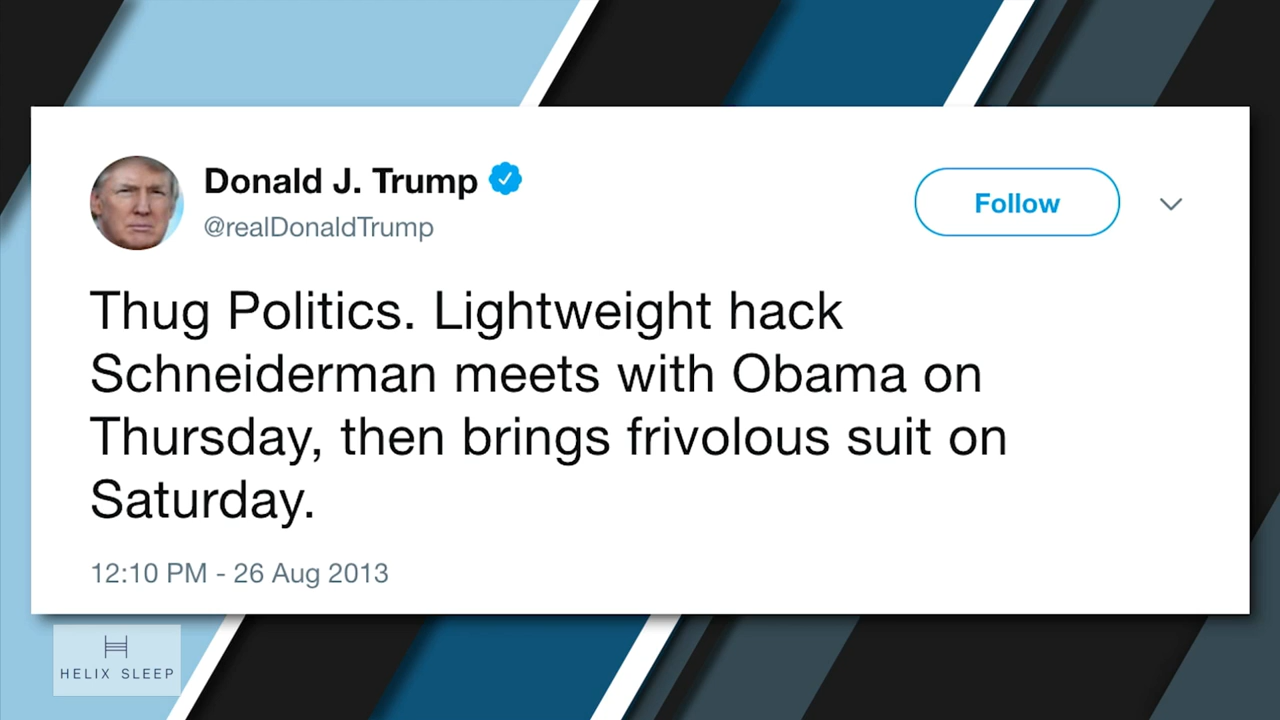 Donald J. Trump
@realDonaldTrump
Follow
Thug Politics. Lightweight hack
Schneiderman meets with Obama on
Thursday, then brings frivolous suit on
Saturday.
12:10 PM - 26 Aug 2013
HELIX SLEEP